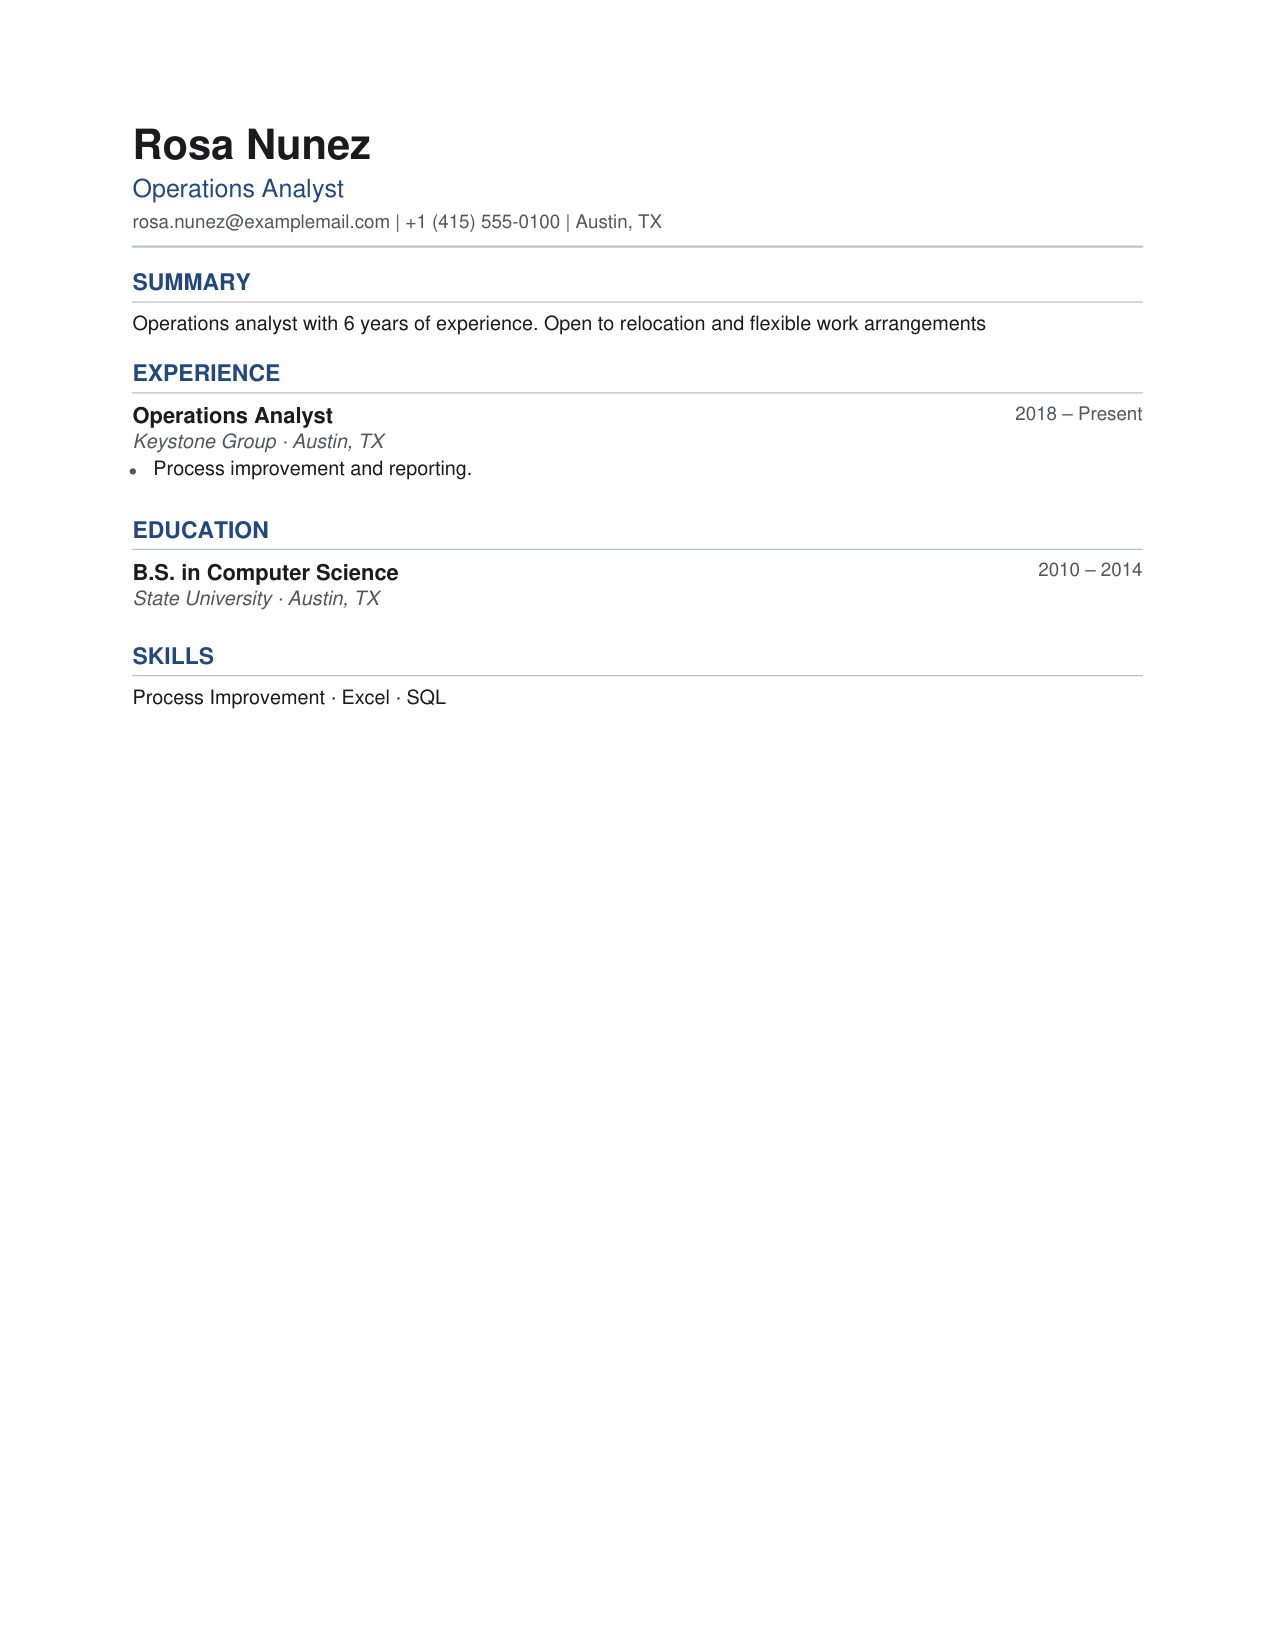 Rosa Nunez
Operations Analyst
rosa.nunez@examplemail.com | +1 (415) 555-0100 | Austin, TX
SUMMARY
Operations analyst with 6 years of experience. Open to relocation and flexible work arrangements
EXPERIENCE
Operations Analyst 2018 – Present
Keystone Group · Austin, TX
• Process improvement and reporting.
EDUCATION
B.S. in Computer Science 2010 – 2014
State University · Austin, TX
SKILLS
Process Improvement · Excel · SQL